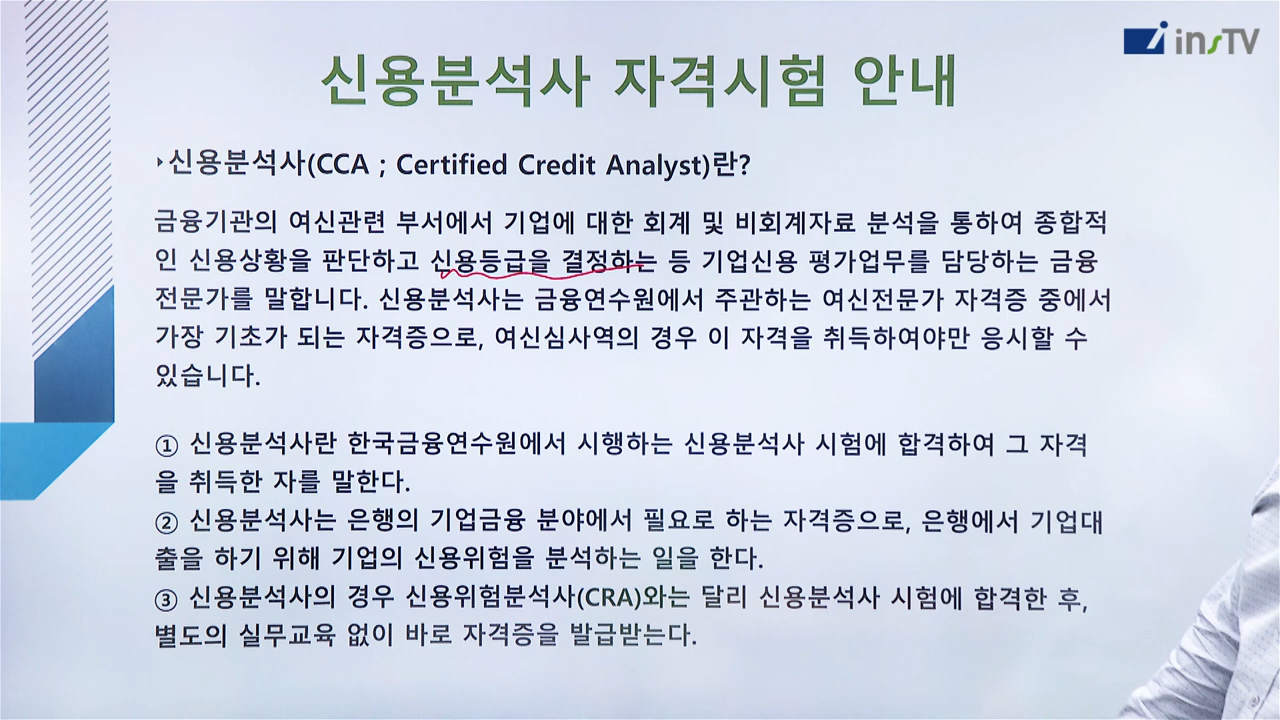 insTV
신용분석사 자격시험 안내
신용분석사(CCA ; Certified Credit Analyst)란?
금융기관의 여신관련 부서에서 기업에 대한 회계 및 비회계자료 분석을 통하여 종합적
인 신용상황을 판단하고 신용등급을 결정하는 등 기업신용 평가업무를 담당하는 금융
전문가를 말합니다. 신용분석사는 금융연수원에서 주관하는 여신전문가 자격증 중에서
가장 기초가 되는 자격증으로, 여신심사역의 경우 이 자격을 취득하여야만 응시할 수
있습니다.
① 신용분석사란 한국금융연수원에서 시행하는 신용분석사 시험에 합격하여 그 자격
을 취득한 자를 말한다.
② 신용분석사는 은행의 기업금융 분야에서 필요로 하는 자격증으로, 은행에서 기업대
출을 하기 위해 기업의 신용위험을 분석하는 일을 한다.
③ 신용분석사의 경우 신용위험분석사(CRA)와는 달리 신용분석사 시험에 합격한 후,
별도의 실무교육 없이 바로 자격증을 발급받는다.